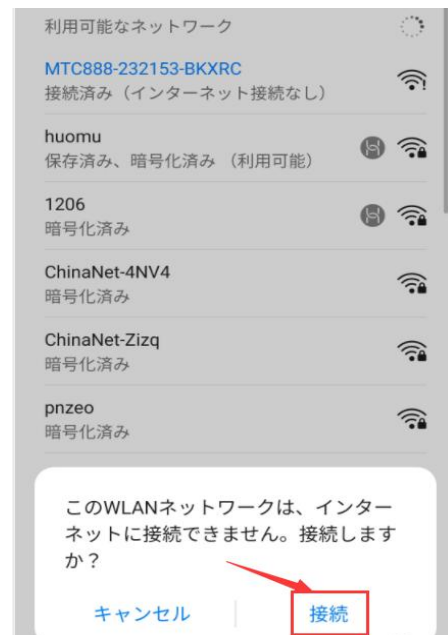 利用可能なネットワーク
MTC888-232153-BKXRC
接続済み（インターネット接続なし）
huomu
保存済み、暗号化済み （利用可能）
1206
暗号化済み
ChinaNet-4NV4
暗号化済み
ChinaNet-Zizq
暗号化済み
pnzeo
暗号化済み
このWLANネットワークは、インター
ネットに接続できません。接続します
か？
キャンセル 接続